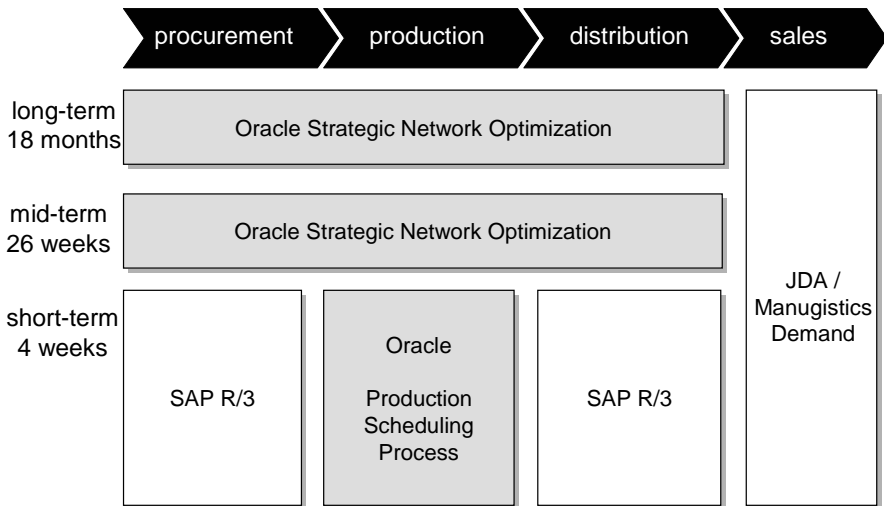 procurement
production
distribution
sales
long-term
18 months
Oracle Strategic Network Optimization
mid-term
26 weeks
Oracle Strategic Network Optimization
short-term
4 weeks
SAP R/3
Oracle
Production
Scheduling
Process
SAP R/3
JDA /
Manugistics
Demand